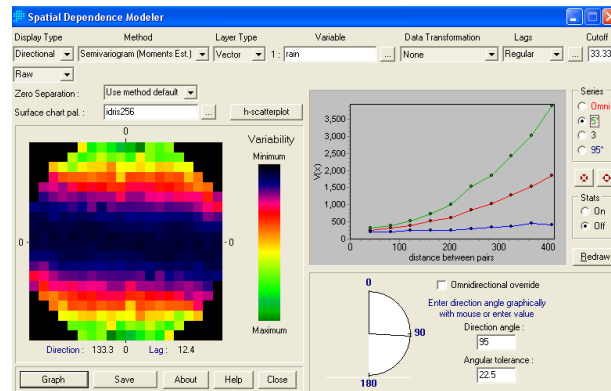 Spatial Dependence Modeler
Display Type Method Layer Type Variable Data Transformation Lags Cutoff
Directional Semivariogram (Moments Est.) Vector 1 : rain ... None Regular ... 33.33
Raw
Zero Separation : Use method default
Surface chart pal. : idris256 ... h-scatterplot
0
Variability
Minimum
0 - - 0
Maximum
0
Direction : 133.3 Lag : 12.4
Graph Save About Help Close
V(x)
3,500
3,000
2,500
2,000
1,500
1,000
500
0
0 100 200 300 400
distance between pairs
Series
Omni
5°
3
95°
Stats
On
Off
Redraw
0
90
180
Omnidirectional override
Enter direction angle graphically
with mouse or enter value
Direction angle :
95
Angular tolerance :
22.5